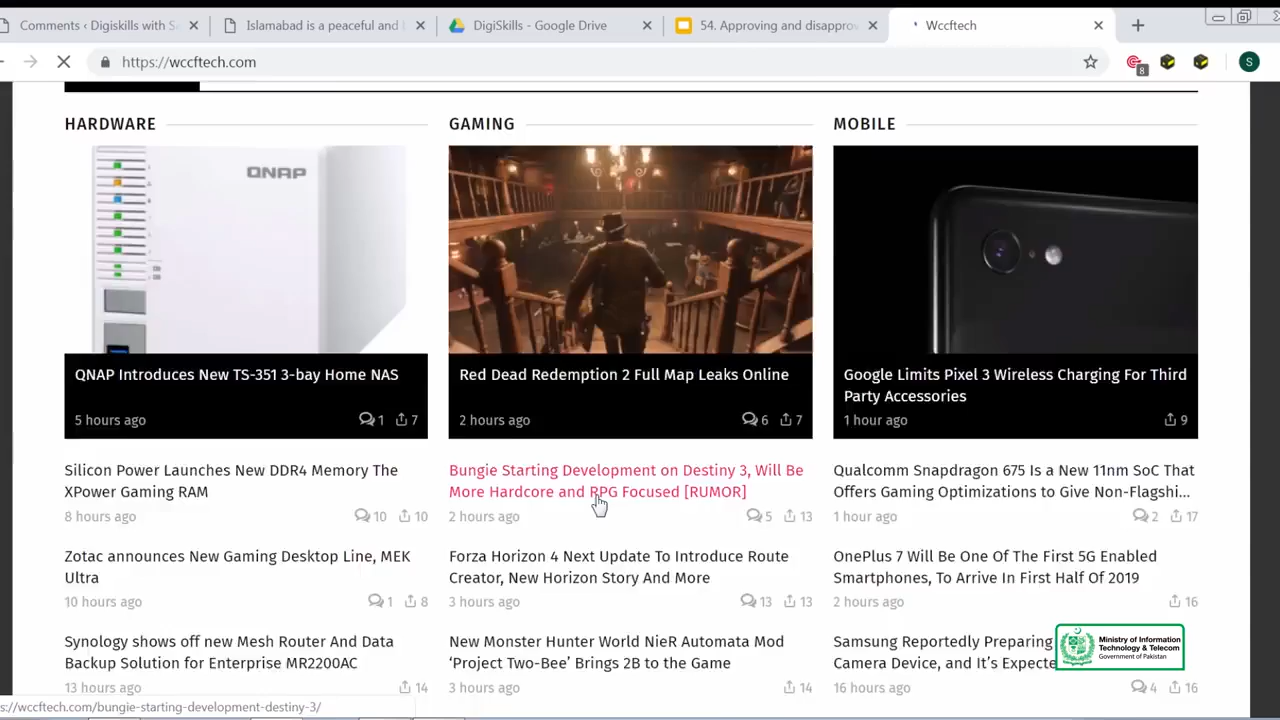 Comments ‹ Digiskills with S
Islamabad is a peaceful and
DigiSkills - Google Drive
54. Approving and disapprov
Wccftech
https://wccftech.com
8
S
HARDWARE
GAMING
MOBILE
QNAP
QNAP Introduces New TS-351 3-bay Home NAS
5 hours ago 1 7
Red Dead Redemption 2 Full Map Leaks Online
2 hours ago 6 7
Google Limits Pixel 3 Wireless Charging For Third
Party Accessories
1 hour ago 9
Silicon Power Launches New DDR4 Memory The
XPower Gaming RAM
8 hours ago 10 10
Bungie Starting Development on Destiny 3, Will Be
More Hardcore and RPG Focused [RUMOR]
2 hours ago 5 13
Qualcomm Snapdragon 675 Is a New 11nm SoC That
Offers Gaming Optimizations to Give Non-Flagshi...
1 hour ago 2 17
Zotac announces New Gaming Desktop Line, MEK
Ultra
10 hours ago 1 8
Forza Horizon 4 Next Update To Introduce Route
Creator, New Horizon Story And More
3 hours ago 13 13
OnePlus 7 Will Be One Of The First 5G Enabled
Smartphones, To Arrive In First Half Of 2019
2 hours ago 16
Synology shows off new Mesh Router And Data
Backup Solution for Enterprise MR2200AC
13 hours ago 14
New Monster Hunter World NieR Automata Mod
‘Project Two-Bee’ Brings 2B to the Game
3 hours ago 14
Samsung Reportedly Preparing
Camera Device, and It’s Expecte
16 hours ago 4 16
Ministry of Information
Technology & Telecom
Government of Pakistan
s://wccftech.com/bungie-starting-development-destiny-3/